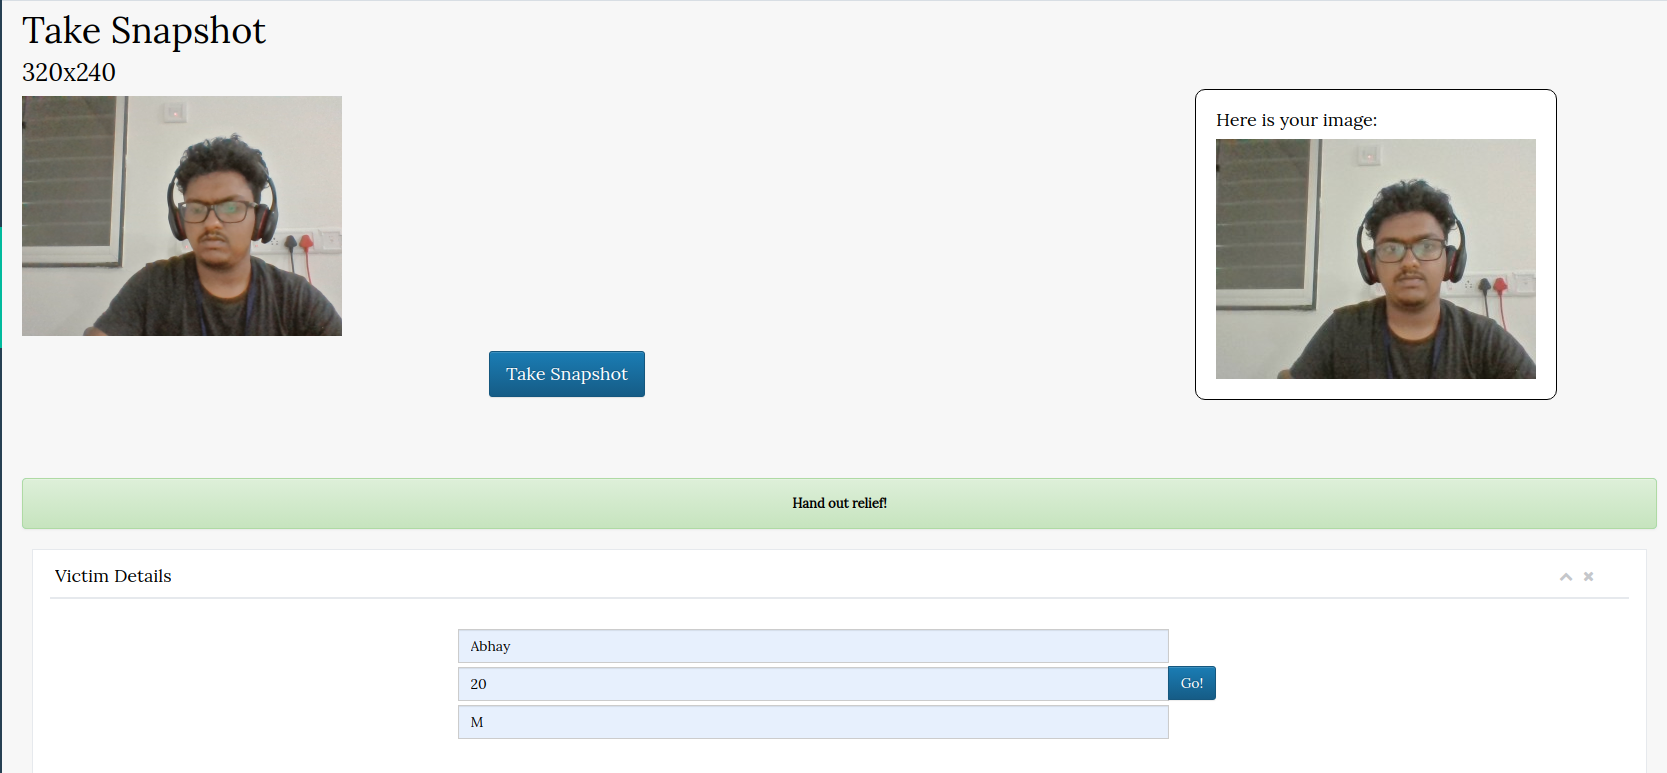 Take Snapshot
320x240
Here is your image:
Take Snapshot
Hand out relief!
Victim Details
Abhay
20
Go!
M